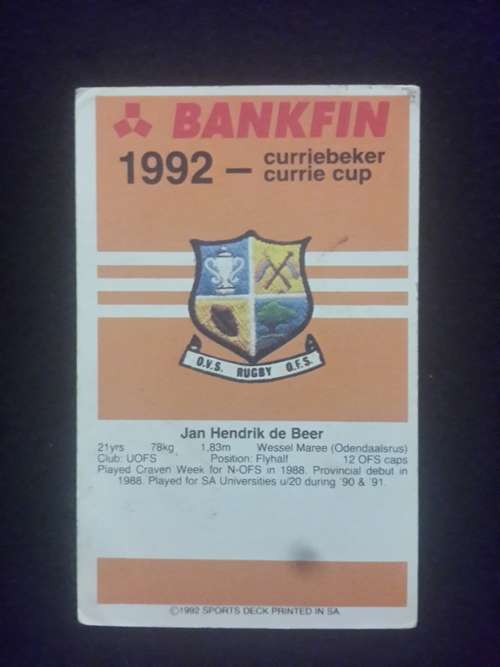 BANKFIN
1992 – curriebeker
currie cup
O.V.S. RUGBY O.F.S.
Jan Hendrik de Beer
21yrs 78kg 1,83m Wessel Maree (Odendaalsrus)
Club: UOFS Position: Flyhalf 12 OFS caps
Played Craven Week for N-OFS in 1988. Provincial debut in
1988. Played for SA Universities u/20 during '90 & '91.
©1992 SPORTS DECK PRINTED IN SA